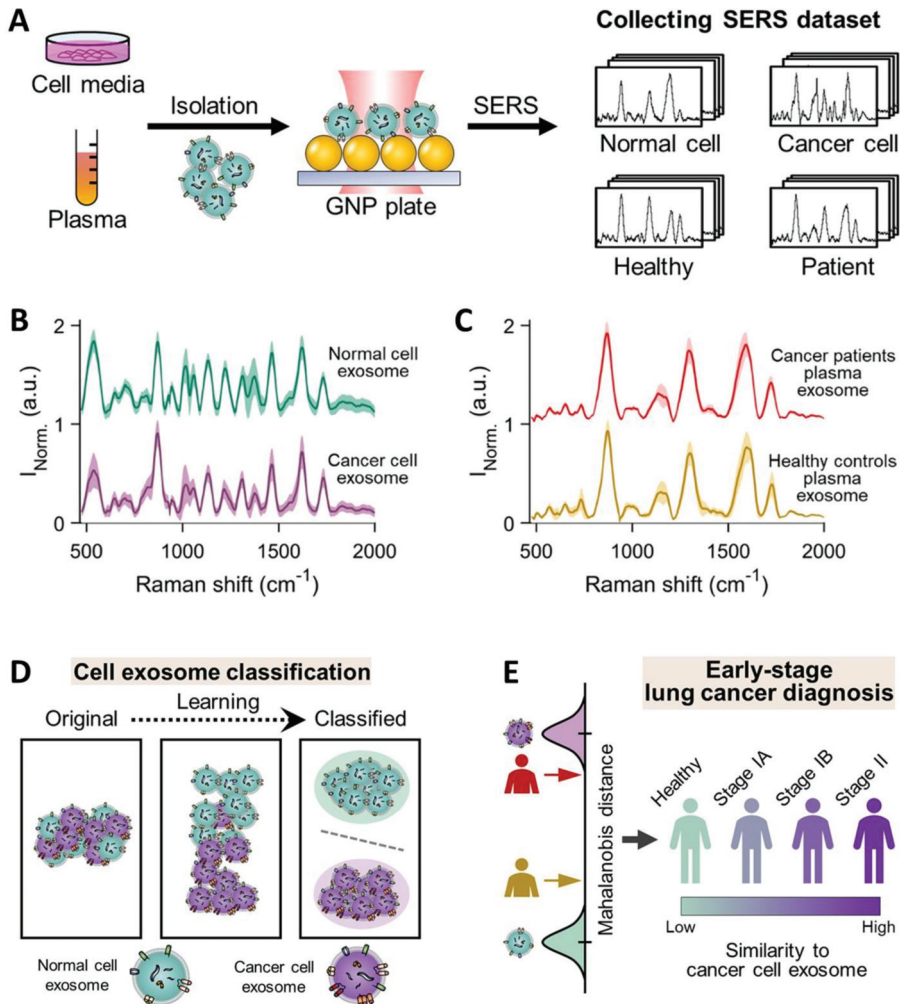 A
Collecting SERS dataset
Cell media
Isolation
SERS
Plasma
GNP plate
Normal cell
Cancer cell
Healthy
Patient
B
2
1
0
I_Norm. (a.u.)
Normal cell
exosome
Cancer cell
exosome
500
1000
1500
2000
Raman shift (cm⁻¹)
C
2
1
0
I_Norm. (a.u.)
Cancer patients
plasma
exosome
Healthy controls
plasma
exosome
500
1000
1500
2000
Raman shift (cm⁻¹)
D
Cell exosome classification
Learning
Original
Classified
Normal cell
exosome
Cancer cell
exosome
E
Early-stage
lung cancer diagnosis
Mahalanobis distance
Healthy
Stage IA
Stage IB
Stage II
Low
High
Similarity to
cancer cell exosome